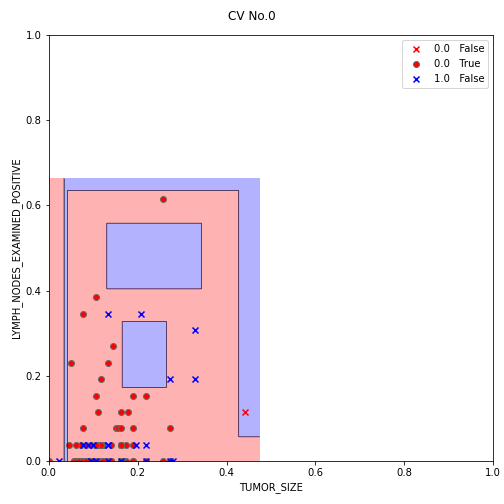 CV No.0
1.0
0.8
0.6
0.4
0.2
0.0
LYMPH_NODES_EXAMINED_POSITIVE
0.0 False
0.0 True
1.0 False
0.0 0.2 0.4 0.6 0.8 1.0
TUMOR_SIZE